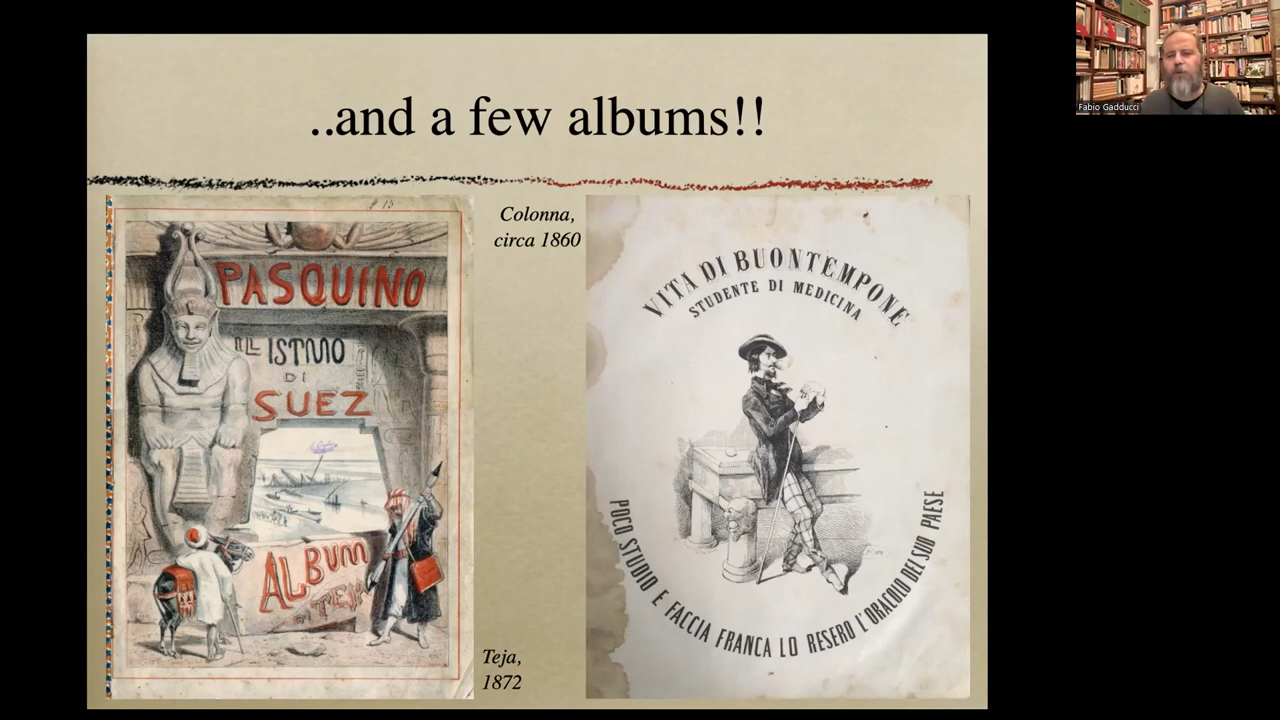 ..and a few albums!!
PASQUINO
IL ISTMO
DI
SUEZ
ALBUM
DI TEJA
Colonna,
circa 1860
Teja,
1872
VITA DI BUONTEMPONE
STUDENTE DI MEDICINA
POCO STUDIO E FACCIA FRANCA LO RESERO L'ORACOLO DEL SUO PAESE
Fabio Gadducci